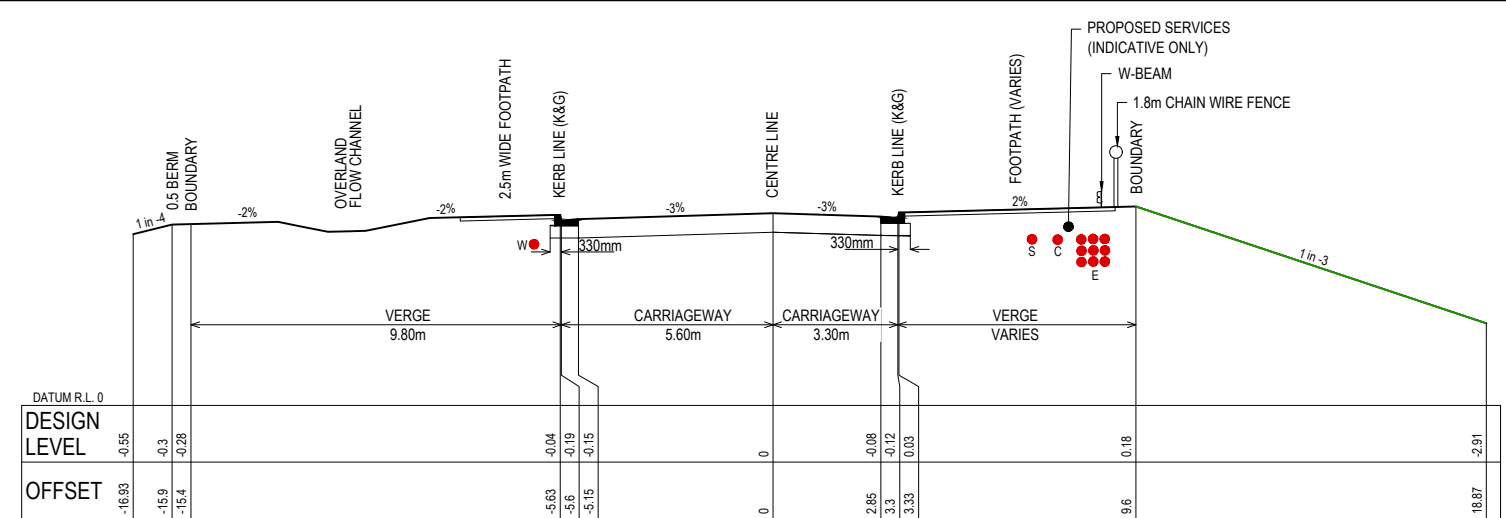 PROPOSED SERVICES
(INDICATIVE ONLY)
W-BEAM
1.8m CHAIN WIRE FENCE
0.5 BERM
BOUNDARY
OVERLAND
FLOW CHANNEL
2.5m WIDE FOOTPATH
KERB LINE (K&G)
CENTRE LINE
KERB LINE (K&G)
FOOTPATH (VARIES)
BOUNDARY
1 in -4
-2%
-2%
-3%
-3%
2%
1 in -3
W
330mm
330mm
S
C
E
VERGE
9.80m
CARRIAGEWAY
5.60m
CARRIAGEWAY
3.30m
VERGE
VARIES
DATUM R.L. 0
DESIGN
LEVEL
-0.55
-0.3
-0.28
-0.04
-0.19
-0.15
0
-0.08
-0.12
0.03
0.18
-2.91
OFFSET
-16.93
-15.9
-15.4
-5.63
-5.6
-5.15
0
2.85
3.3
3.33
9.6
18.87